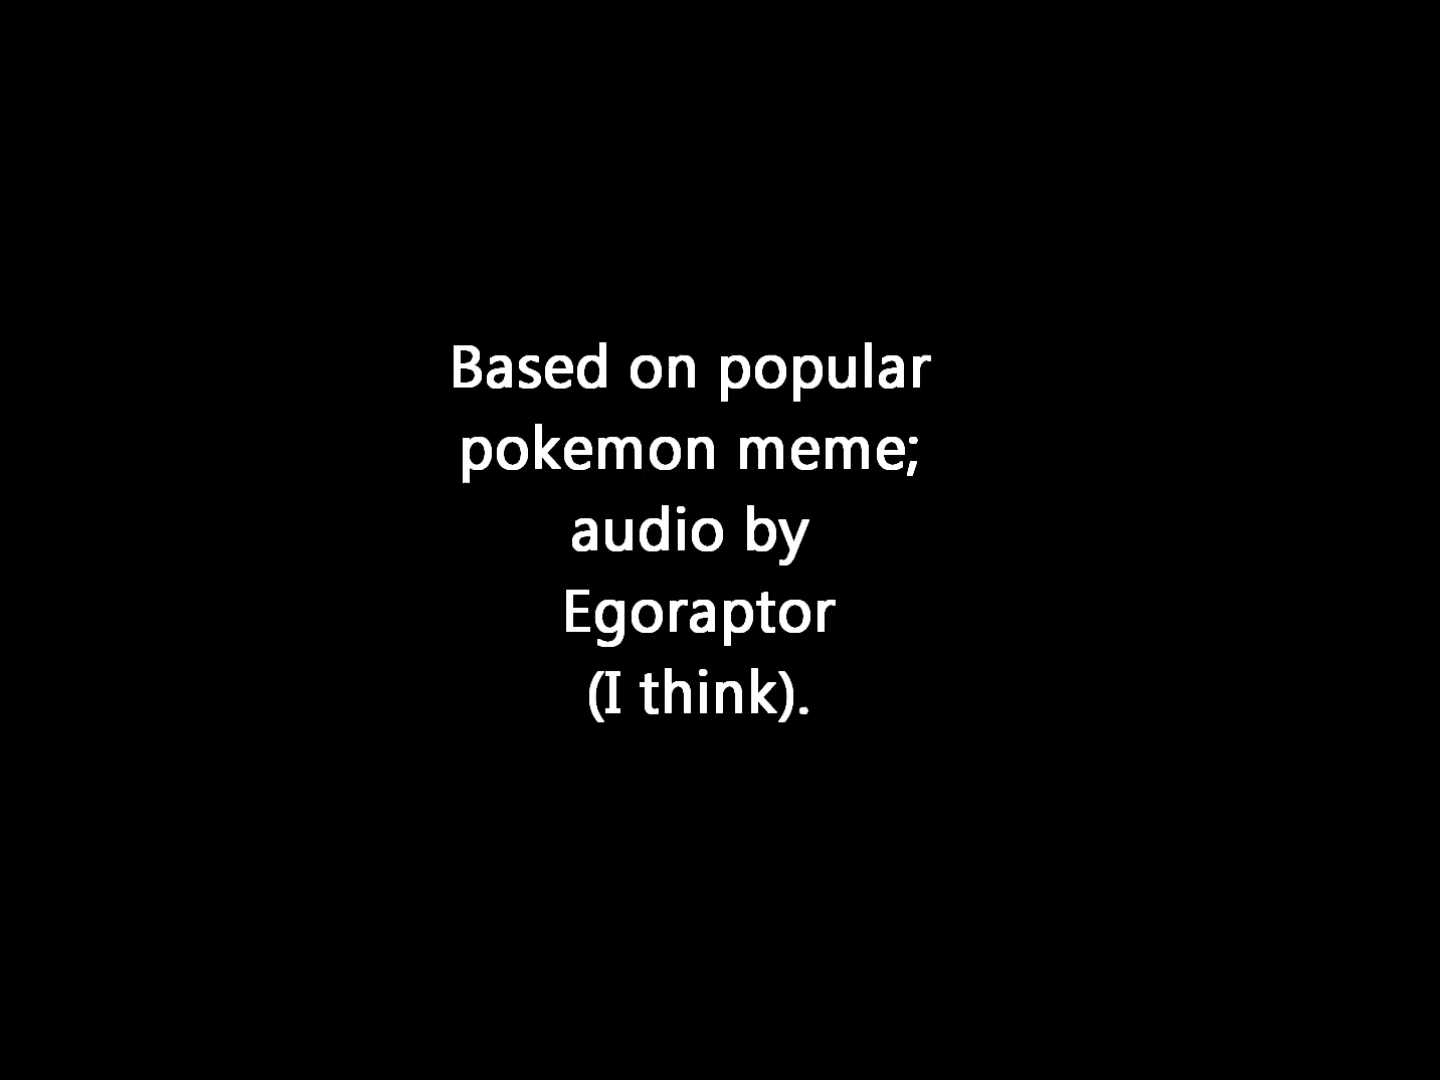 Based on popular
pokemon meme;
audio by
Egoraptor
(I think).